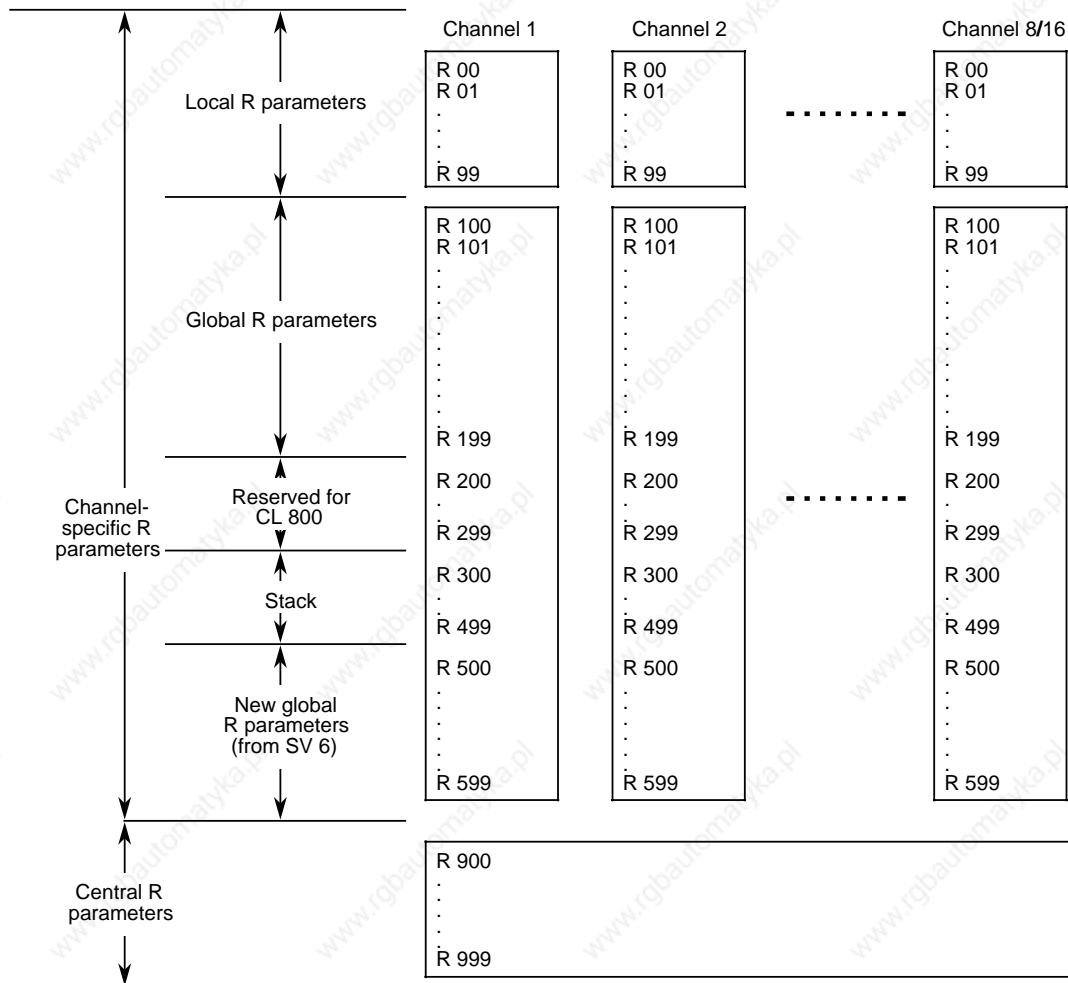 Channel 1 Channel 2 Channel 8/16
Local R parameters
R 00 R 00 R 00
R 01 R 01 R 01
. . .
. . .
. . .
R 99 R 99 R 99
Global R parameters
R 100 R 100 R 100
R 101 R 101 R 101
. . .
. . .
. . .
. . .
. . .
. . .
. . .
. . .
R 199 R 199 R 199
Reserved for
CL 800
R 200 R 200 R 200
. . .
R 299 R 299 R 299
Channel-
specific R
parameters
Stack
R 300 R 300 R 300
. . .
R 499 R 499 R 499
New global
R parameters
(from SV 6)
R 500 R 500 R 500
. . .
. . .
. . .
. . .
. . .
R 599 R 599 R 599
Central R
parameters
R 900
.
.
.
.
R 999
www.rgbautomatyka.pl